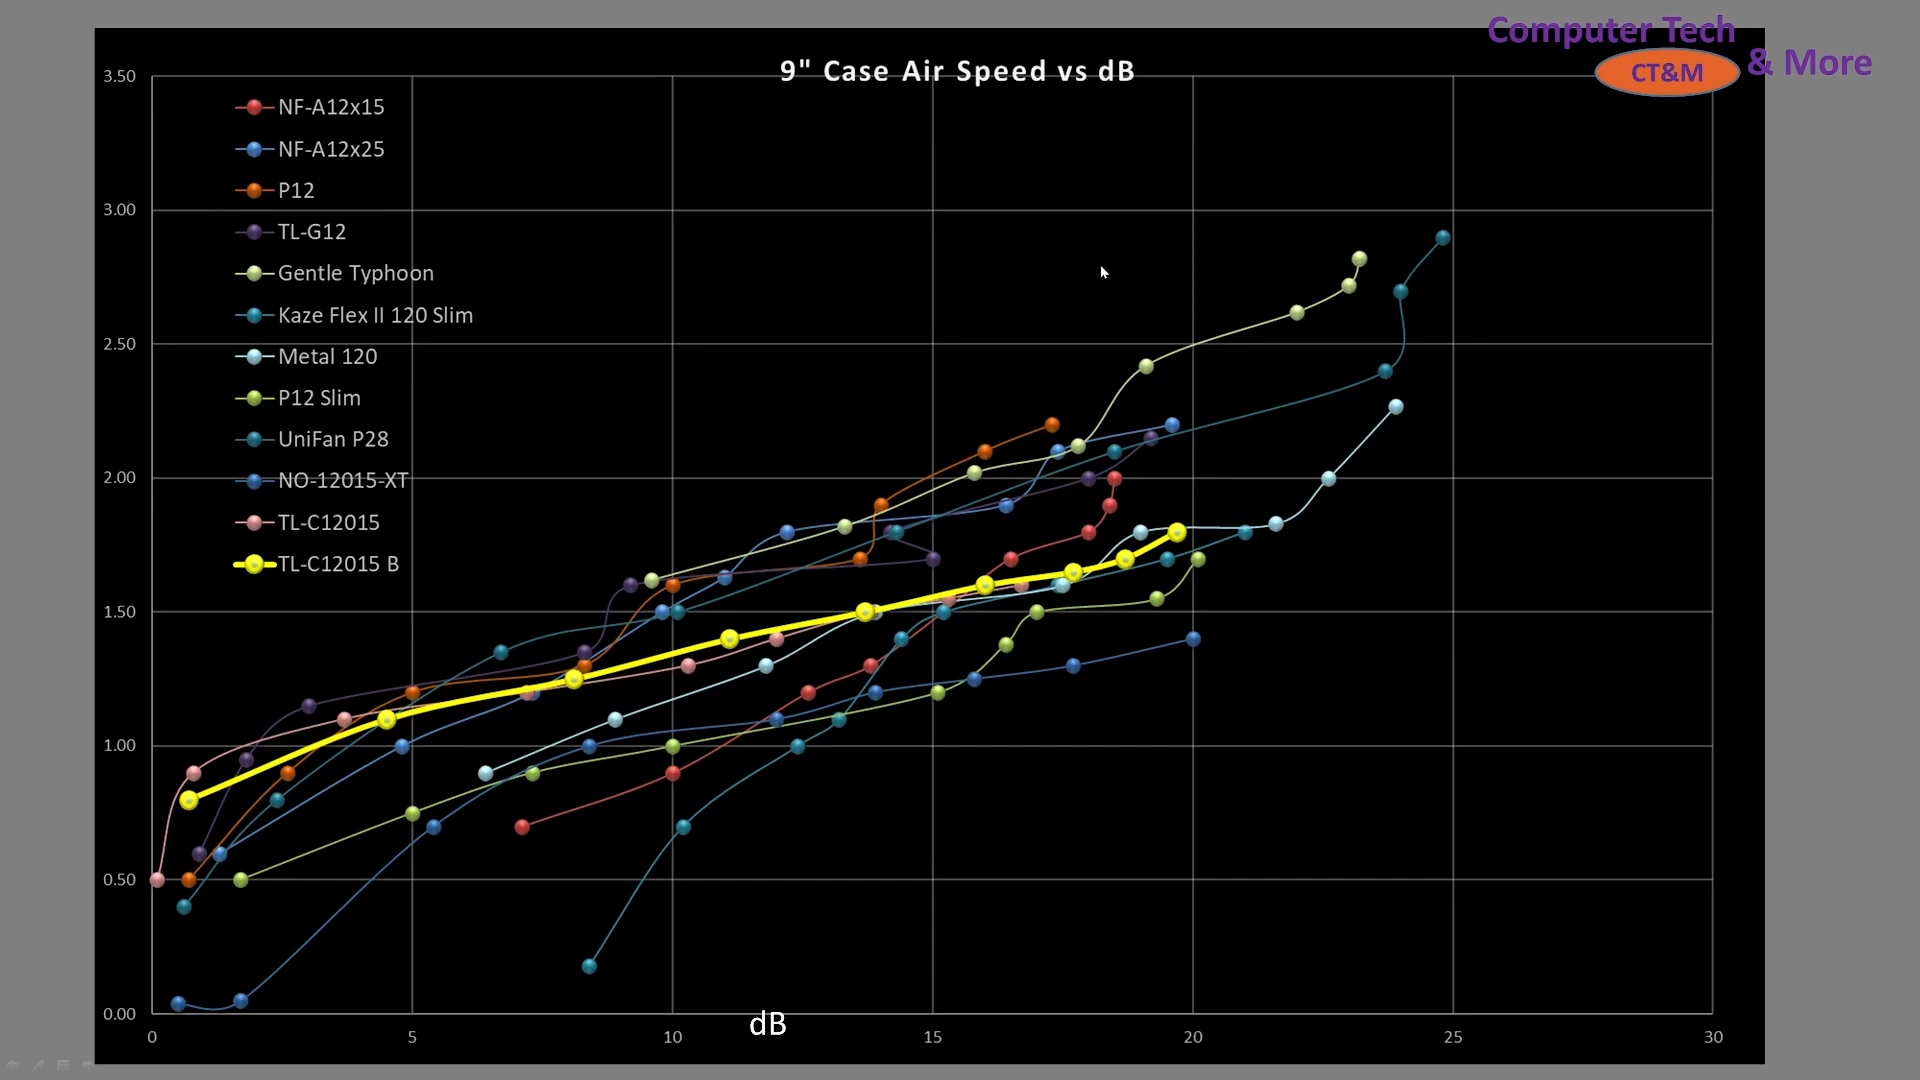 Computer Tech
CT&M
& More
9" Case Air Speed vs dB
3.50
3.00
2.50
2.00
1.50
1.00
0.50
0.00
NF-A12x15
NF-A12x25
P12
TL-G12
Gentle Typhoon
Kaze Flex II 120 Slim
Metal 120
P12 Slim
UniFan P28
NO-12015-XT
TL-C12015
TL-C12015 B
dB
0 5 10 15 20 25 30